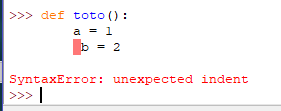 >>> def toto():
        a = 1
         b = 2

SyntaxError: unexpected indent
>>>